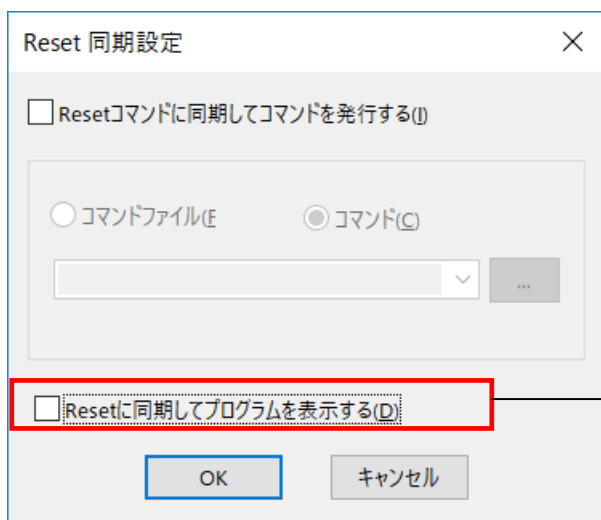 Reset 同期設定
Resetコマンドに同期してコマンドを発行する(I)
コマンドファイル(F
コマンド(C)
...
Resetに同期してプログラムを表示する(D)
OK
キャンセル